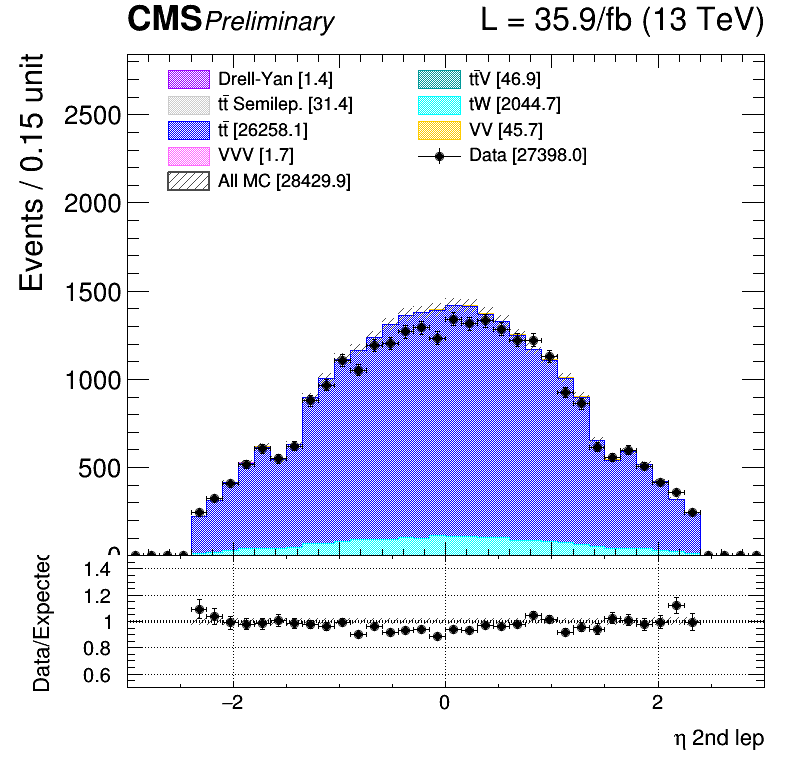 CMS Preliminary L = 35.9/fb (13 TeV)
Events / 0.15 unit
Drell-Yan [1.4]
tt̄ Semilep. [31.4]
tt̄ [26258.1]
VVV [1.7]
All MC [28429.9]
tt̄V [46.9]
tW [2044.7]
VV [45.7]
Data [27398.0]
2500
2000
1500
1000
500
0
Data/Expected
1.4
1.2
1
0.8
0.6
−2 0 2
η 2nd lep